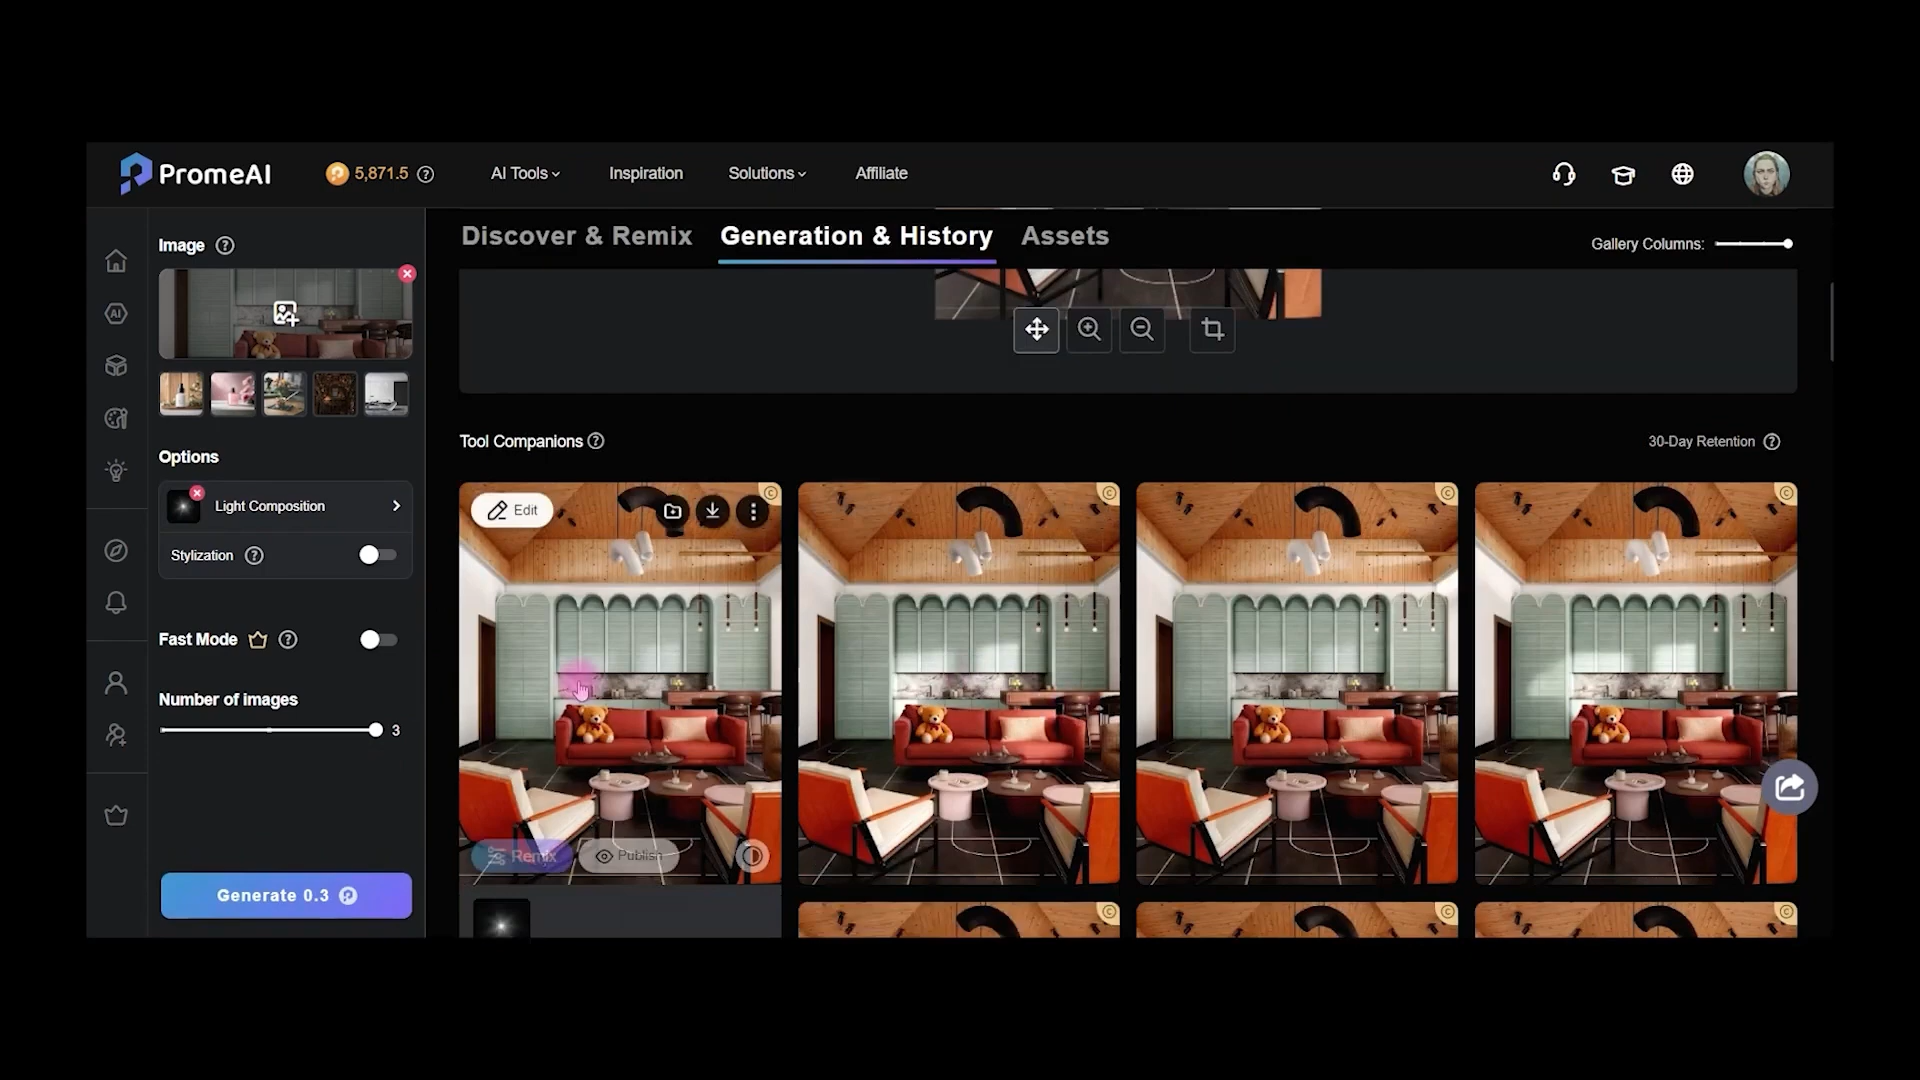 PromeAI
5,871.5
AI Tools
Inspiration
Solutions
Affiliate
Image
Discover & Remix
Generation & History
Assets
Gallery Columns:
AI
Options
Light Composition
Stylization
Fast Mode
Number of images
3
Generate 0.3
Tool Companions
30-Day Retention
Edit
Remix
Publish